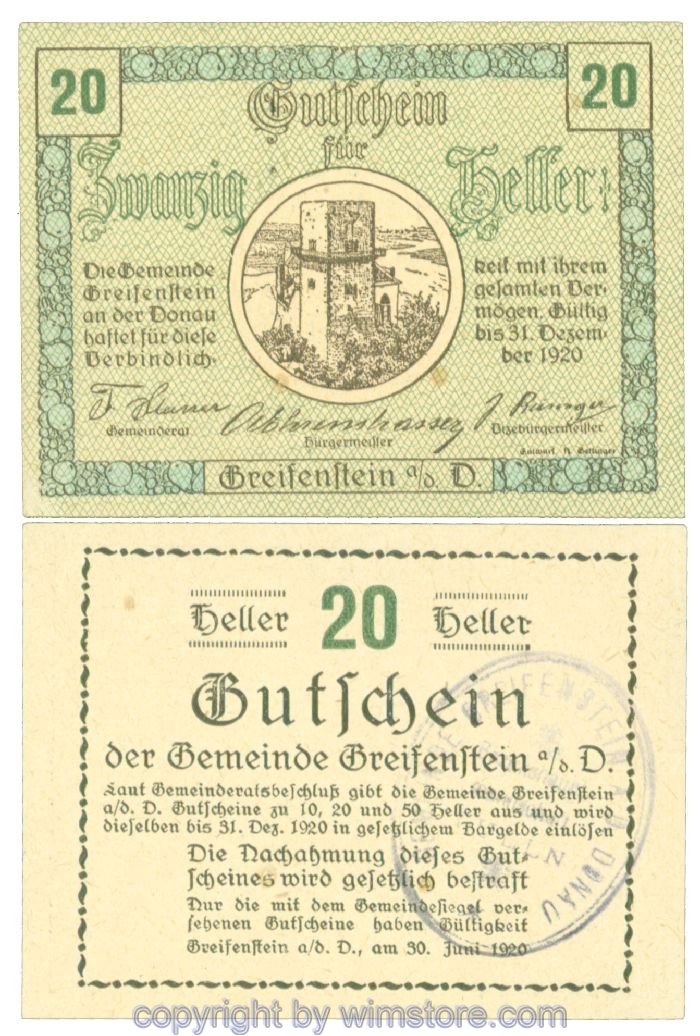 20
20
Gutschein
für
Zwanzig Heller:
Die Gemeinde
Greifenstein
an der Donau
haftet für diese
Verbindlich-
keit mit ihrem
gesamten Ver-
mögen. Gültig
bis 31. Dezem-
ber 1920
Gemeinderat
Bürgermeister
Vizebürgermeister
Entwurf
Greifenstein a/d. D.
Heller 20 Heller
Gutschein
der Gemeinde Greifenstein a/d. D.
Laut Gemeinderatsbeschluß gibt die Gemeinde Greifenstein
a/d. D. Gutscheine zu 10, 20 und 50 Heller aus und wird
dieselben bis 31. Dez. 1920 in gesetzlichem Bargelde einlösen
Die Nachahmung dieses Gut-
scheines wird gesetzlich bestraft
Nur die mit dem Gemeindesiegel ver-
sehenen Gutscheine haben Gültigkeit
Greifenstein a/d. D., am 30. Juni 1920
GREIFENSTEIN DONAU
copyright by wimstore.com